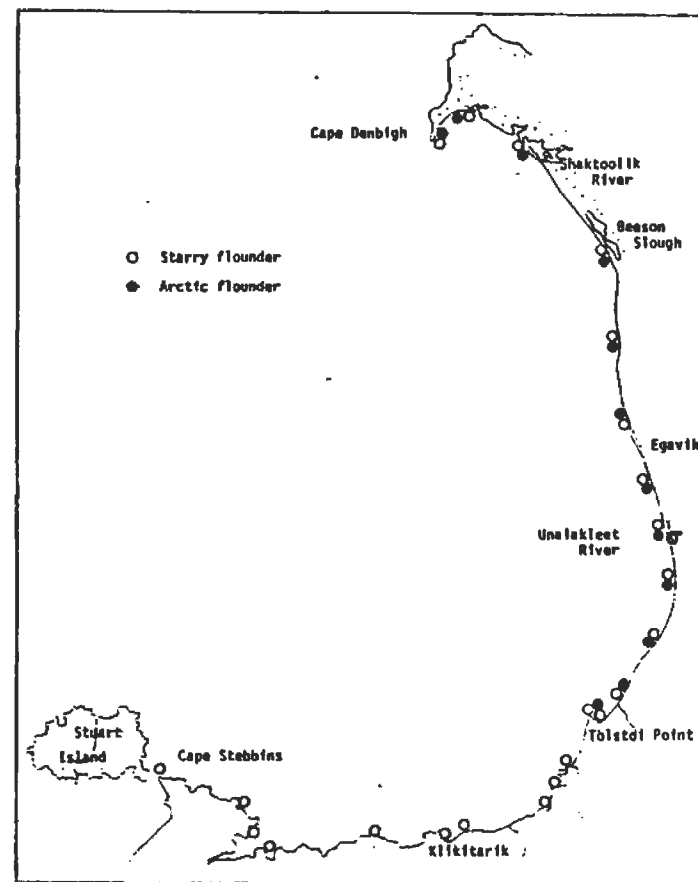 Cape Denbigh
Shaktoolik
River
Beeson
Slough
Starry flounder
Arctic flounder
Egavik
Unalakleet
River
Tolstoi Point
Stuart
Island
Cape Stebbins
Klikitarik